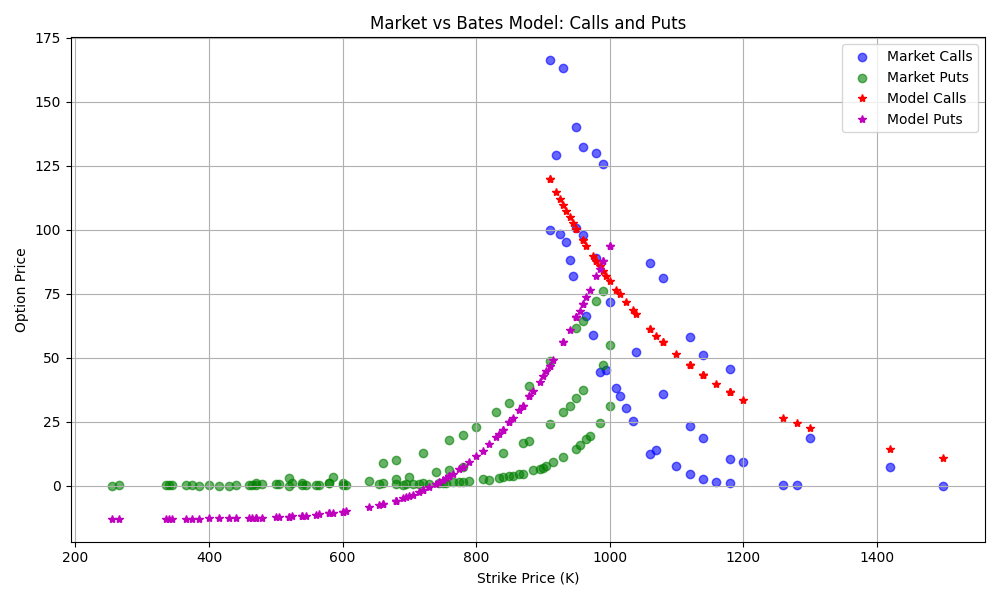 Market vs Bates Model: Calls and Puts
Market Calls
Market Puts
Model Calls
Model Puts
Option Price
175
150
125
100
75
50
25
0
200
400
600
800
1000
1200
1400
Strike Price (K)